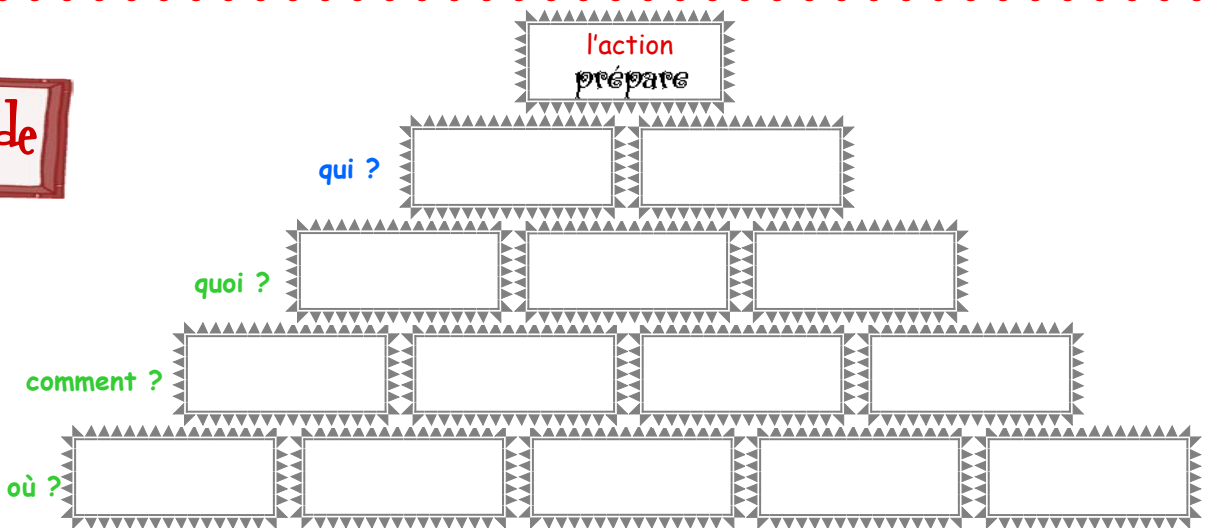 l'action
prépare
de
qui ?
quoi ?
comment ?
où ?